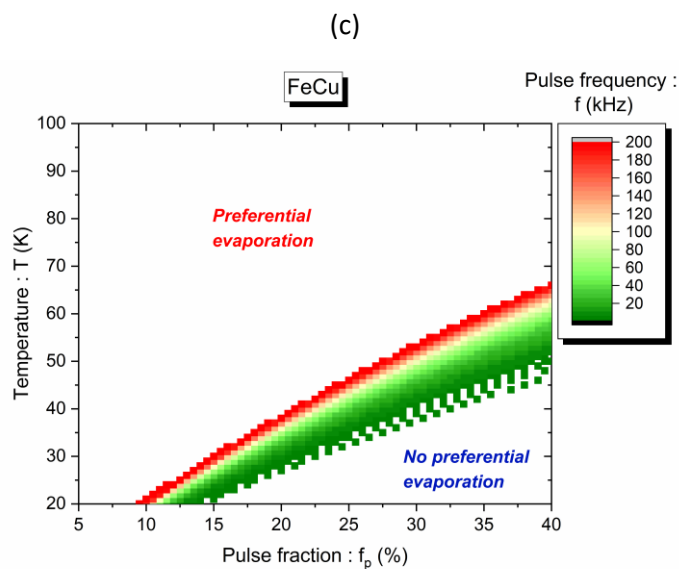 (c)
FeCu
Pulse frequency :
f (kHz)
100
90
80
70
60
50
40
30
20
Temperature : T (K)
Preferential
evaporation
No preferential
evaporation
200
180
160
140
120
100
80
60
40
20
5 10 15 20 25 30 35 40
Pulse fraction : fₚ (%)